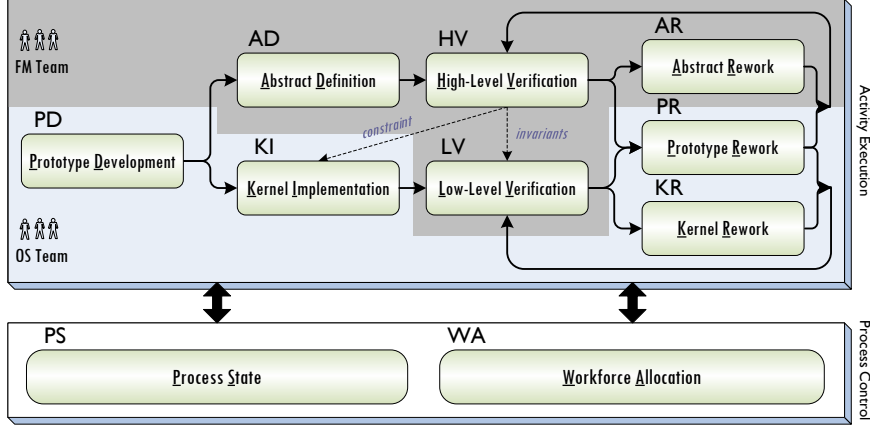 FM Team
AD
Abstract Definition
HV
High-Level Verification
AR
Abstract Rework
PD
Prototype Development
constraint
invariants
PR
Prototype Rework
KI
Kernel Implementation
LV
Low-Level Verification
KR
Kernel Rework
OS Team
Activity Execution
PS
Process State
WA
Workforce Allocation
Process Control